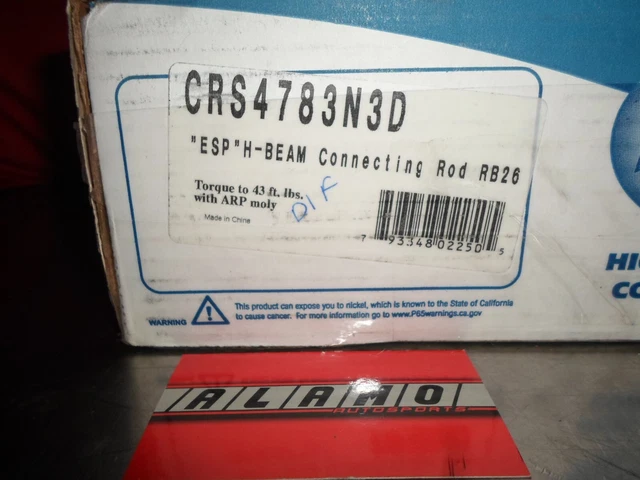 CRS4783N3D
"ESP"H-BEAM Connecting Rod RB26
Torque to 43 ft. lbs.
with ARP moly
DIF
Made in China
7 93348 02250 5
WARNING
This product can expose you to nickel, which is known to the State of California
to cause cancer. For more information go to www.P65warnings.ca.gov
ALAMO
AUTOSPORTS